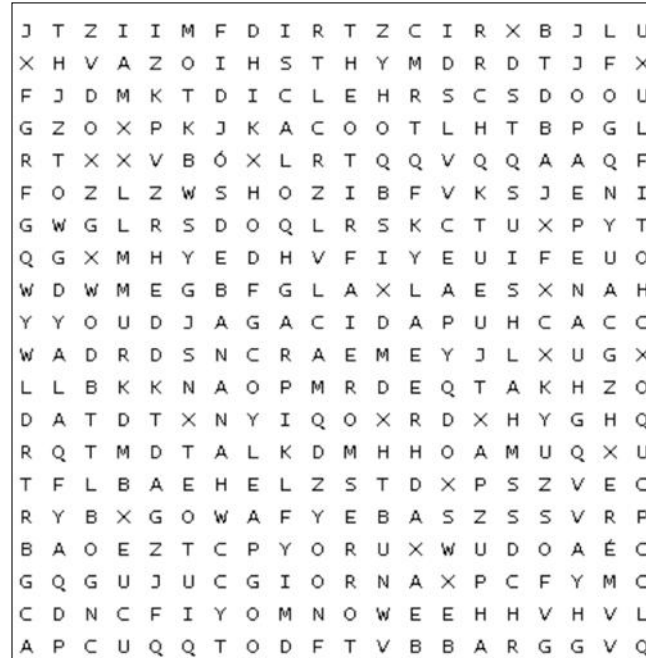 J T Z I I M F D I R T Z C I R X B J L U
X H V A Z O I H S T H Y M D R D T J F X
F J D M K T D I C L E H R S C S D O O U
G Z O X P K J K A C O O T L H T B P G L
R T X X V B Ó X L R T Q Q V Q Q A A Q F
F O Z L Z W S H O Z I B F V K S J E N I
G W G L R S D O Q L R S K C T U X P Y T
Q G X M H Y E D H V F I Y E U I F E U O
W D W M E G B F G L A X L A E S X N A H
Y Y O U D J A G A C I D A P U H C A C C
W A D R D S N C R A E M E Y J L X U G X
L L B K K N A O P M R D E Q T A K H Z O
D A T D T X N Y I Q O X R D X H Y G H Q
R Q T M D T A L K D M H H O A M U Q X U
T F L B A E H E L Z S T D X P S Z V E C
R Y B X G O W A F Y E B A S Z S S V R P
B A O E Z T C P Y O R U X W U D O A É C
G Q G U J U C G I O R N A X P C F Y M C
C D N C F I Y O M N O W E E H H V H V L
A P C U Q Q T O D F T V B B A R G G V Q